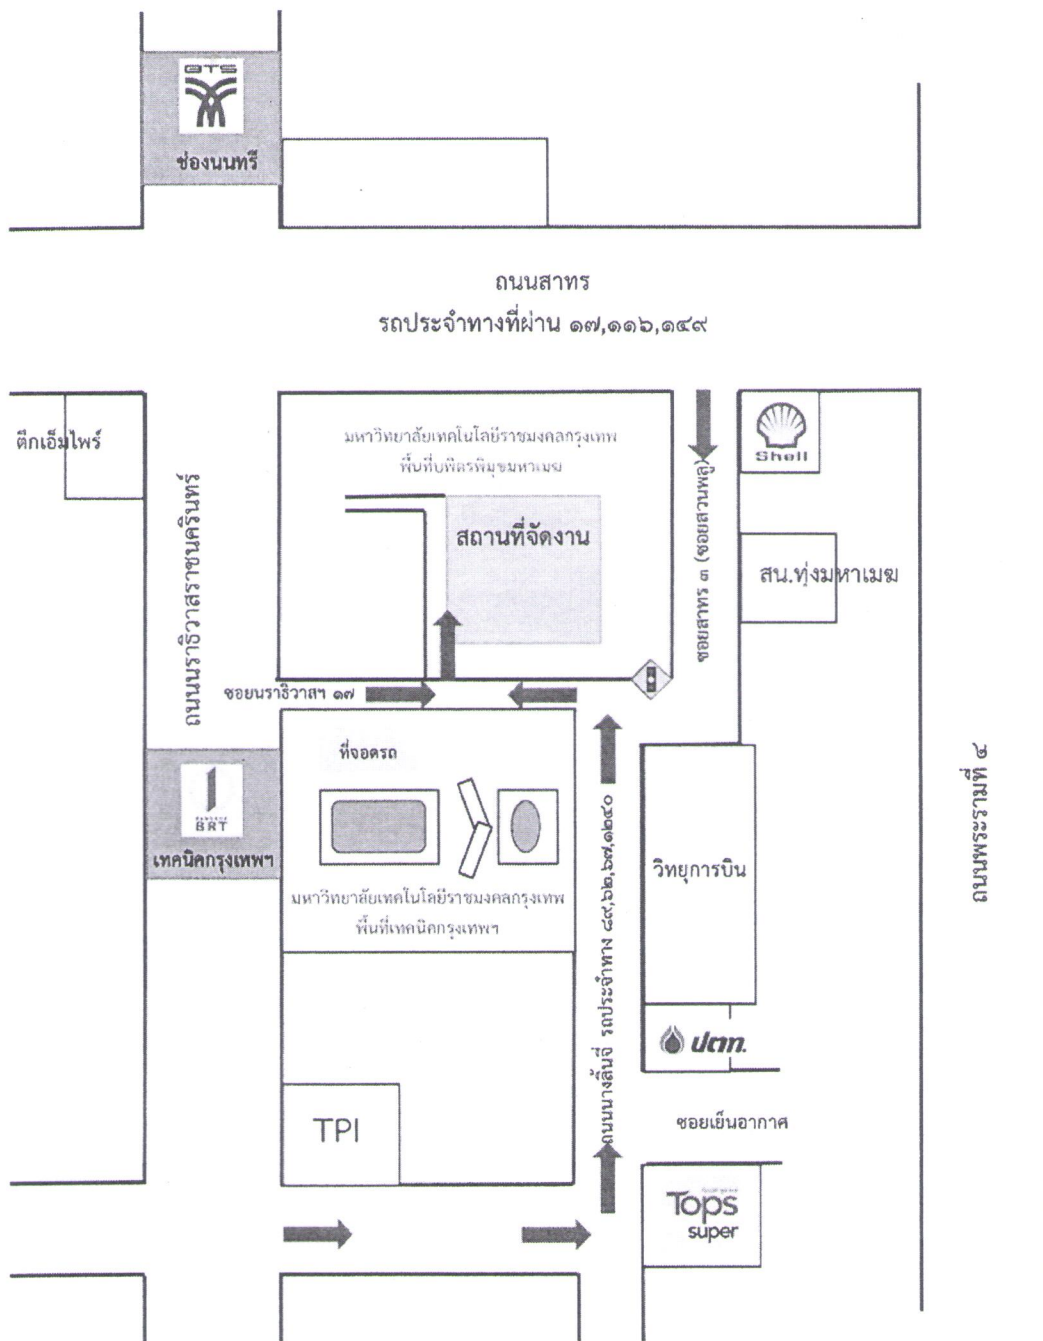 BTS
ช่องนนทรี
ถนนสาทร
รถประจำทางที่ผ่าน ๑๗,๑๑๖,๑๔๙
ตึกเอ็มไพร์
มหาวิทยาลัยเทคโนโลยีราชมงคลกรุงเทพ
พื้นที่บพิตรพิมุขมหาเมฆ
Shell
สถานที่จัดงาน
ถนนนราธิวาสราชนครินทร์
ซอยสาทร ๓ (ซอยสวนพลู)
สน.ทุ่งมหาเมฆ
ซอยนราธิวาสฯ ๑๗
ที่จอดรถ
BRT
เทคนิคกรุงเทพฯ
มหาวิทยาลัยเทคโนโลยีราชมงคลกรุงเทพ
พื้นที่เทคนิคกรุงเทพฯ
ถนนนางลิ้นจี่ รถประจำทาง ๘๙,๖๒,๖๗,๑๒๔๐
วิทยุการบิน
ถนนพระรามที่ ๔
ปตท.
TPI
ซอยเย็นอากาศ
Tops
super